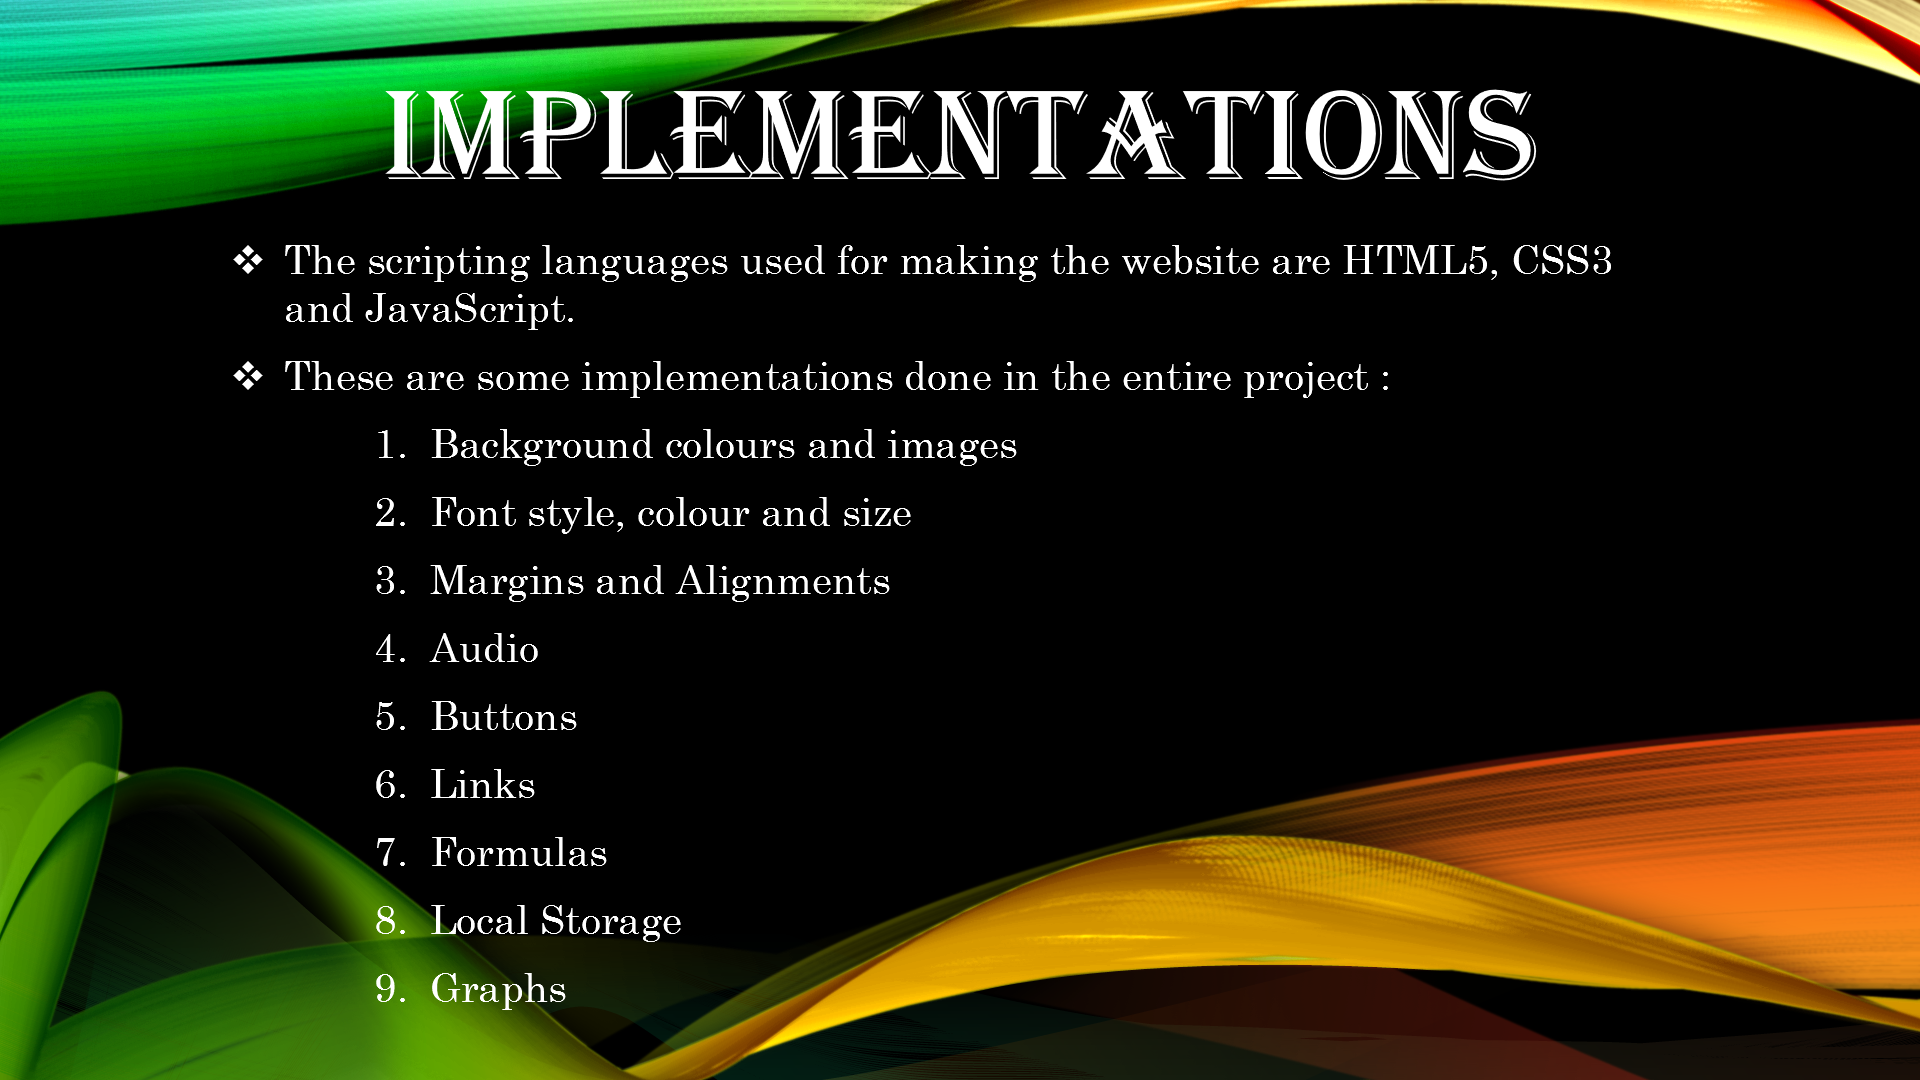 IMPLEMENTATIONS
❖ The scripting languages used for making the website are HTML5, CSS3
and JavaScript.
❖ These are some implementations done in the entire project :
1. Background colours and images
2. Font style, colour and size
3. Margins and Alignments
4. Audio
5. Buttons
6. Links
7. Formulas
8. Local Storage
9. Graphs